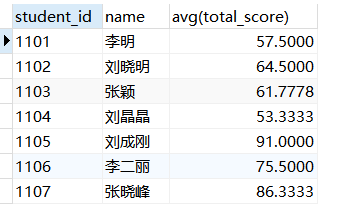 student_id name avg(total_score)
1101 李明 57.5000
1102 刘晓明 64.5000
1103 张颖 61.7778
1104 刘晶晶 53.3333
1105 刘成刚 91.0000
1106 李二丽 75.5000
1107 张晓峰 86.3333